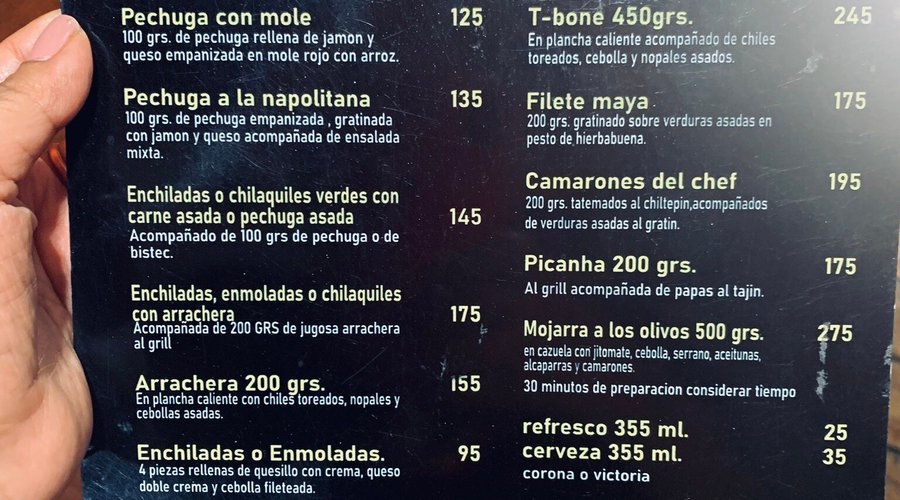 Pechuga con mole 125
100 grs. de pechuga rellena de jamon y
queso empanizada en mole rojo con arroz.
Pechuga a la napolitana 135
100 grs. de pechuga empanizada , gratinada
con jamon y queso acompañada de ensalada
mixta.
Enchiladas o chilaquiles verdes con
carne asada o pechuga asada 145
Acompañado de 100 grs de pechuga o de
bistec.
Enchiladas, enmoladas o chilaquiles
con arrachera 175
Acompañada de 200 GRS de jugosa arrachera
al grill
Arrachera 200 grs. 155
En plancha caliente con chiles toreados, nopales y
cebollas asadas.
Enchiladas o Enmoladas. 95
4 piezas rellenas de quesillo con crema, queso
doble crema y cebolla fileteada.
T-bone 450grs. 245
En plancha caliente acompañado de chiles
toreados, cebolla y nopales asados.
Filete maya 175
200 grs. gratinado sobre verduras asadas en
pesto de hierbabuena.
Camarones del chef 195
200 grs. tatemados al chiltepin,acompañados
de verduras asadas al gratin.
Picanha 200 grs. 175
Al grill acompañada de papas al tajin.
Mojarra a los olivos 500 grs. 275
en cazuela con jitomate, cebolla, serrano, aceitunas,
alcaparras y camarones.
30 minutos de preparacion considerar tiempo
refresco 355 ml. 25
cerveza 355 ml. 35
corona o victoria